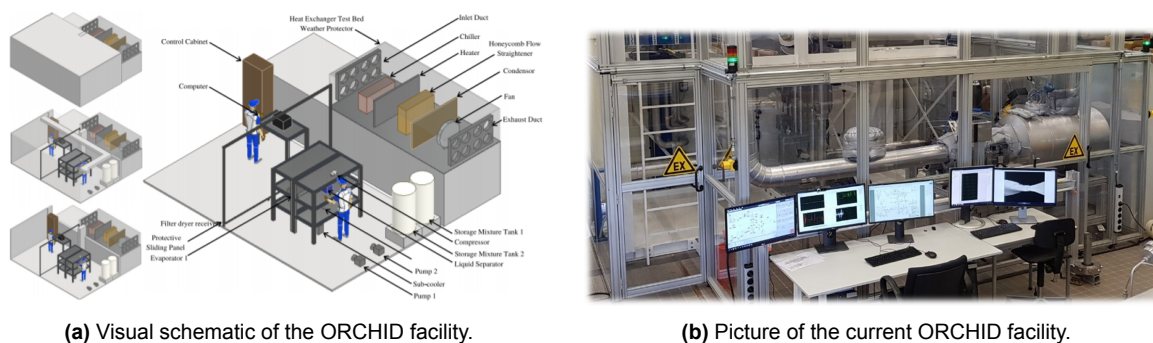 Heat Exchanger Test Bed
Weather Protector
Inlet Duct
Chiller
Heater
Honeycomb Flow
Straightener
Condensor
Fan
Exhaust Duct
Control Cabinet
Computer
Filter dryer receiver
Protective
Sliding Panel
Evaporator 1
Storage Mixture Tank 1
Compressor
Storage Mixture Tank 2
Liquid Separator
Pump 2
Sub-cooler
Pump 1
EX
EX
(a) Visual schematic of the ORCHID facility.
(b) Picture of the current ORCHID facility.